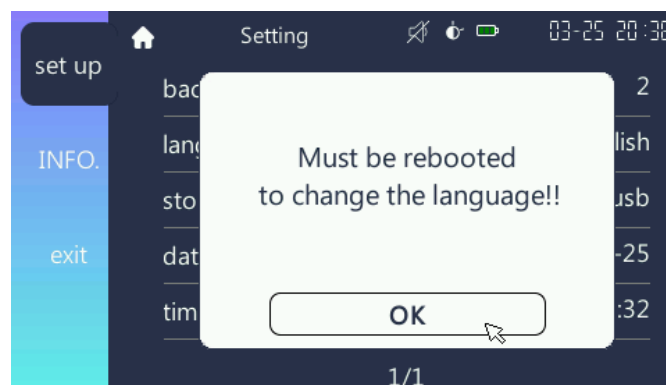 Setting 03-25 20:38
set up
2
INFO.
Must be rebooted
to change the language!!
usb
exit
-25
:32
OK
1/1